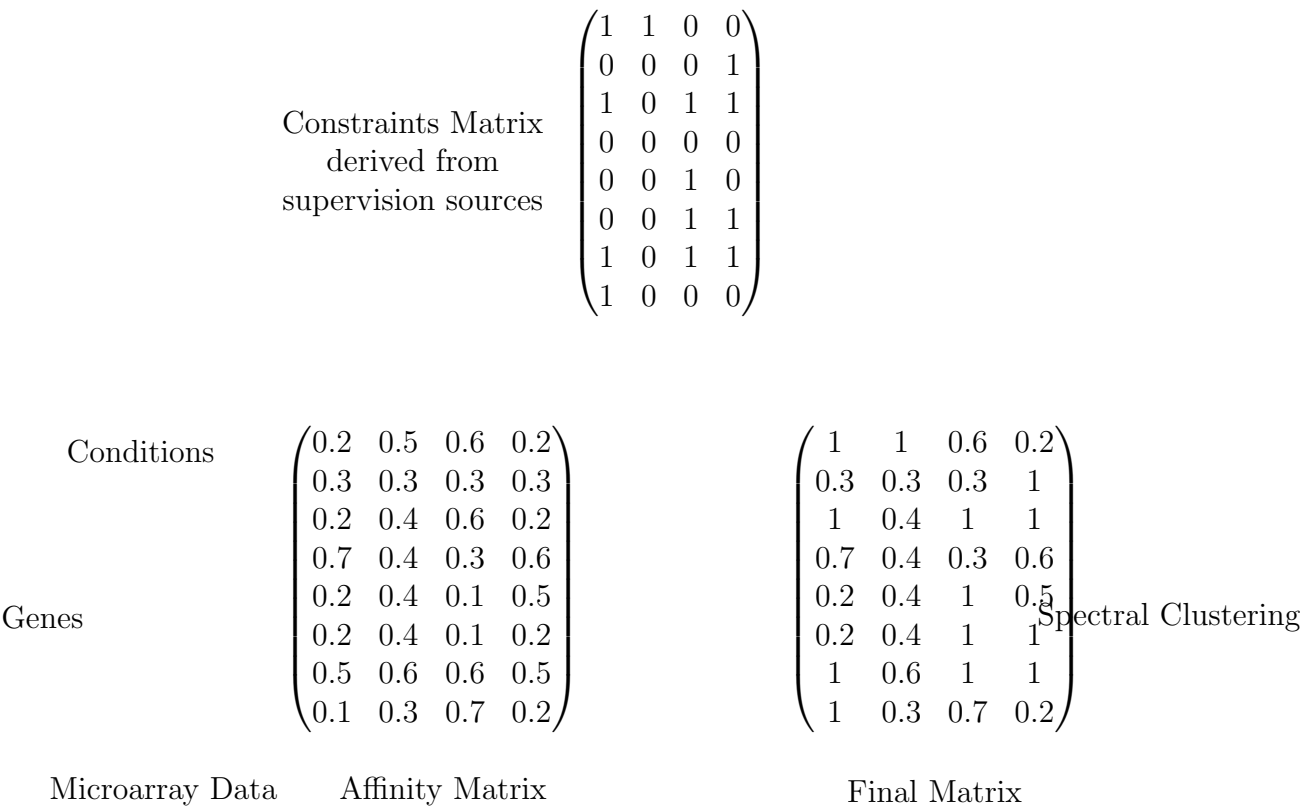 1 1 0 0
0 0 0 1
1 0 1 1
0 0 0 0
0 0 1 0
0 0 1 1
1 0 1 1
1 0 0 0
Constraints Matrix
derived from
supervision sources
Conditions
Genes
Microarray Data
0.2 0.5 0.6 0.2
0.3 0.3 0.3 0.3
0.2 0.4 0.6 0.2
0.7 0.4 0.3 0.6
0.2 0.4 0.1 0.5
0.2 0.4 0.1 0.2
0.5 0.6 0.6 0.5
0.1 0.3 0.7 0.2
Affinity Matrix
1 1 0.6 0.2
0.3 0.3 0.3 1
1 0.4 1 1
0.7 0.4 0.3 0.6
0.2 0.4 1 0.5
0.2 0.4 1 1
1 0.6 1 1
1 0.3 0.7 0.2
Final Matrix
Spectral Clustering